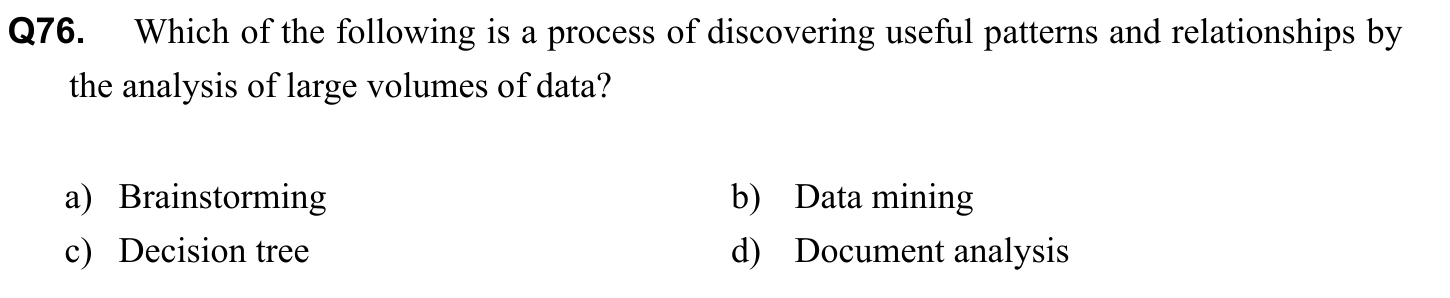 Q76. Which of the following is a process of discovering useful patterns and relationships by
the analysis of large volumes of data?
a) Brainstorming b) Data mining
c) Decision tree d) Document analysis